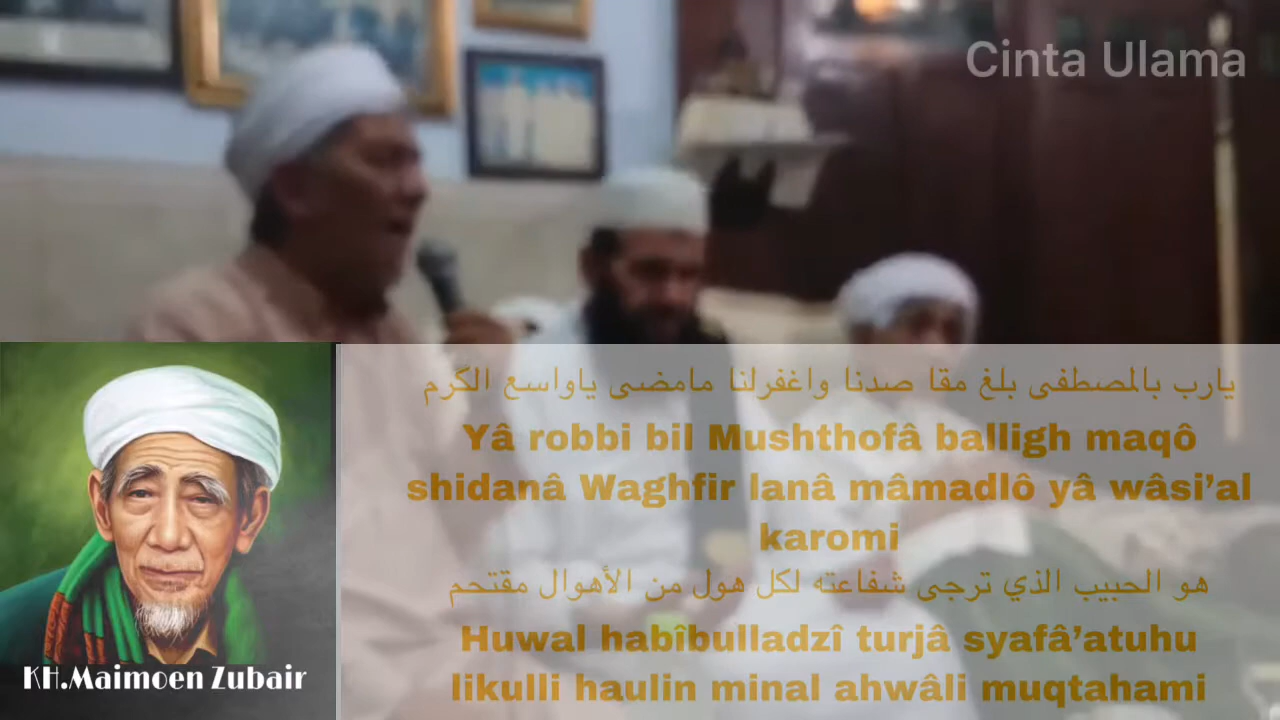 Cinta Ulama
يارب بالمصطفى بلغ مقا صدنا واغفرلنا مامضى ياواسع الكرم
Yâ robbi bil Mushthofâ balligh maqô
shidanâ Waghfir lanâ mâmadlô yâ wâsi’al
karomi
هو الحبيب الذي ترجى شفاعته لكل هول من الأهوال مقتحم
Huwal habîbulladzî turjâ syafâ’atuhu
likulli haulin minal ahwâli muqtahami
KH.Maimoen Zubair